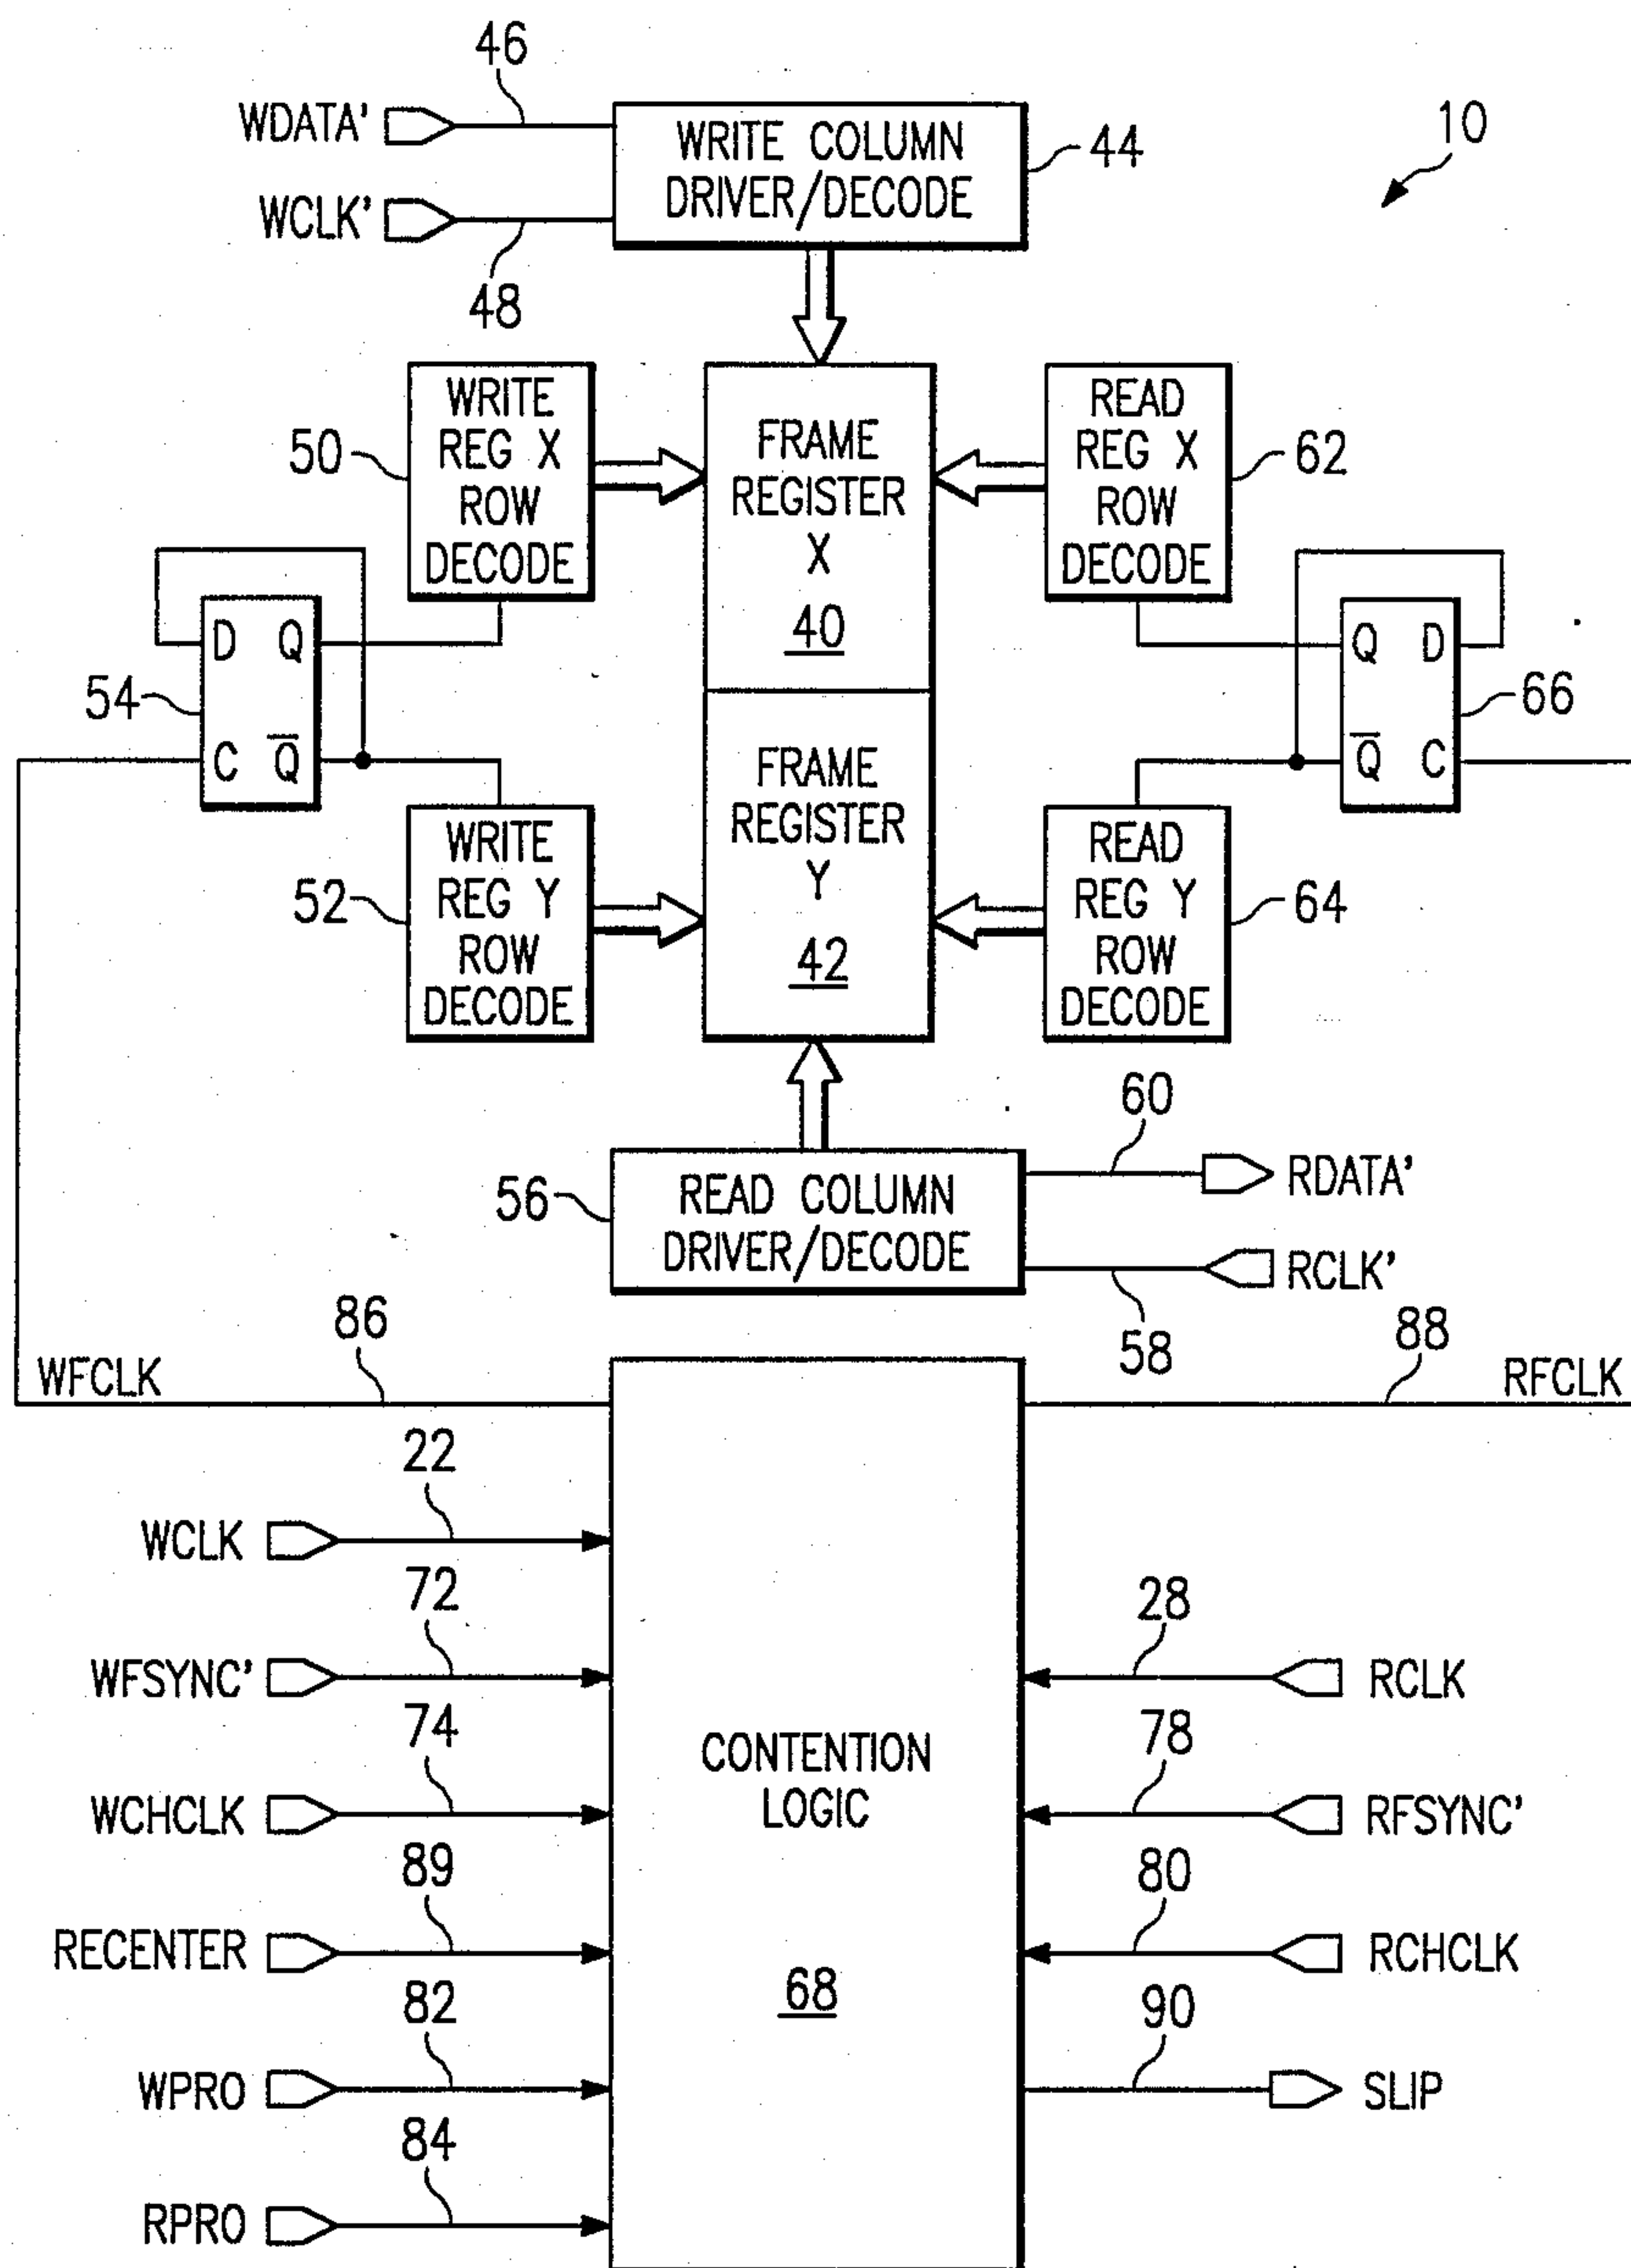 46
WDATA'
WRITE COLUMN
DRIVER/DECODE
44
10
WCLK'
48
50
WRITE
REG X
ROW
DECODE
FRAME
REGISTER
X
40
READ
REG X
ROW
DECODE
62
54
D Q
C Q̅
Q D
Q̅ C
66
52
WRITE
REG Y
ROW
DECODE
FRAME
REGISTER
Y
42
READ
REG Y
ROW
DECODE
64
60
56
READ COLUMN
DRIVER/DECODE
RDATA'
RCLK'
58
86
88
WFCLK
RFCLK
22
WCLK
72
WFSYNC'
74
WCHCLK
89
RECENTER
82
WPRO
84
RPRO
CONTENTION
LOGIC
68
28
RCLK
78
RFSYNC'
80
RCHCLK
90
SLIP